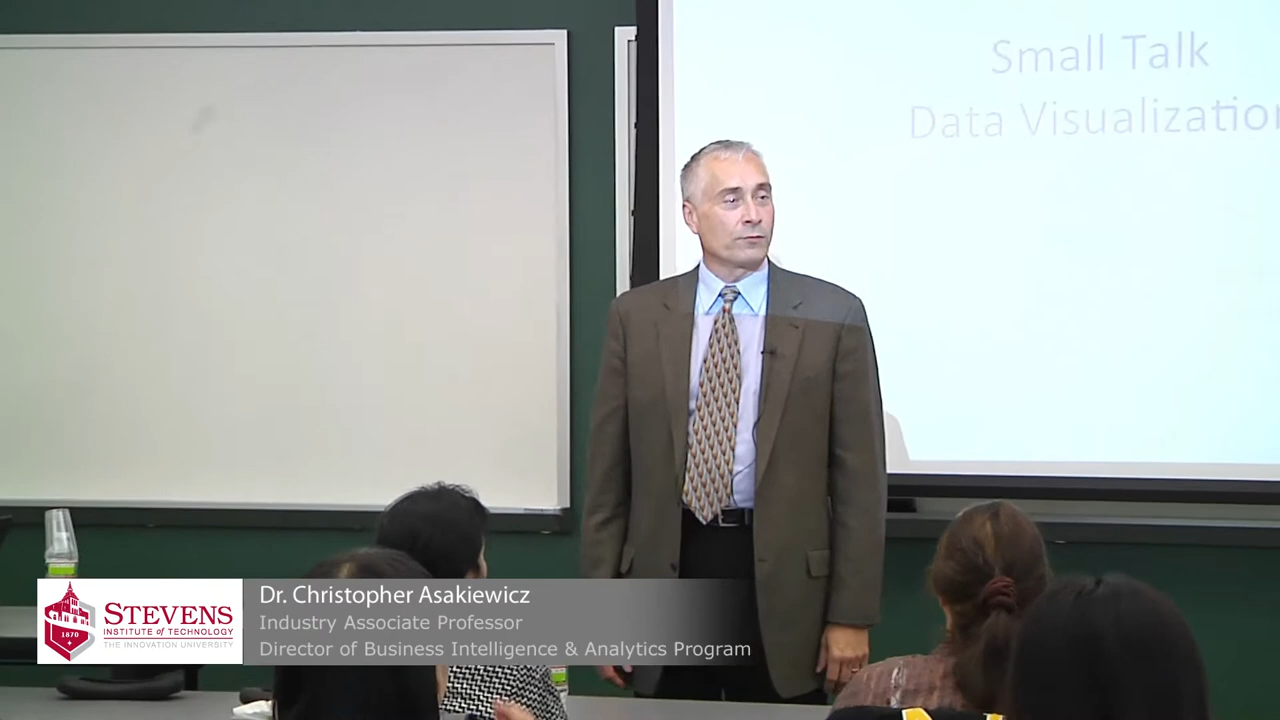 Small Talk
Data Visualization
1870
STEVENS
INSTITUTE of TECHNOLOGY
THE INNOVATION UNIVERSITY
Dr. Christopher Asakiewicz
Industry Associate Professor
Director of Business Intelligence & Analytics Program